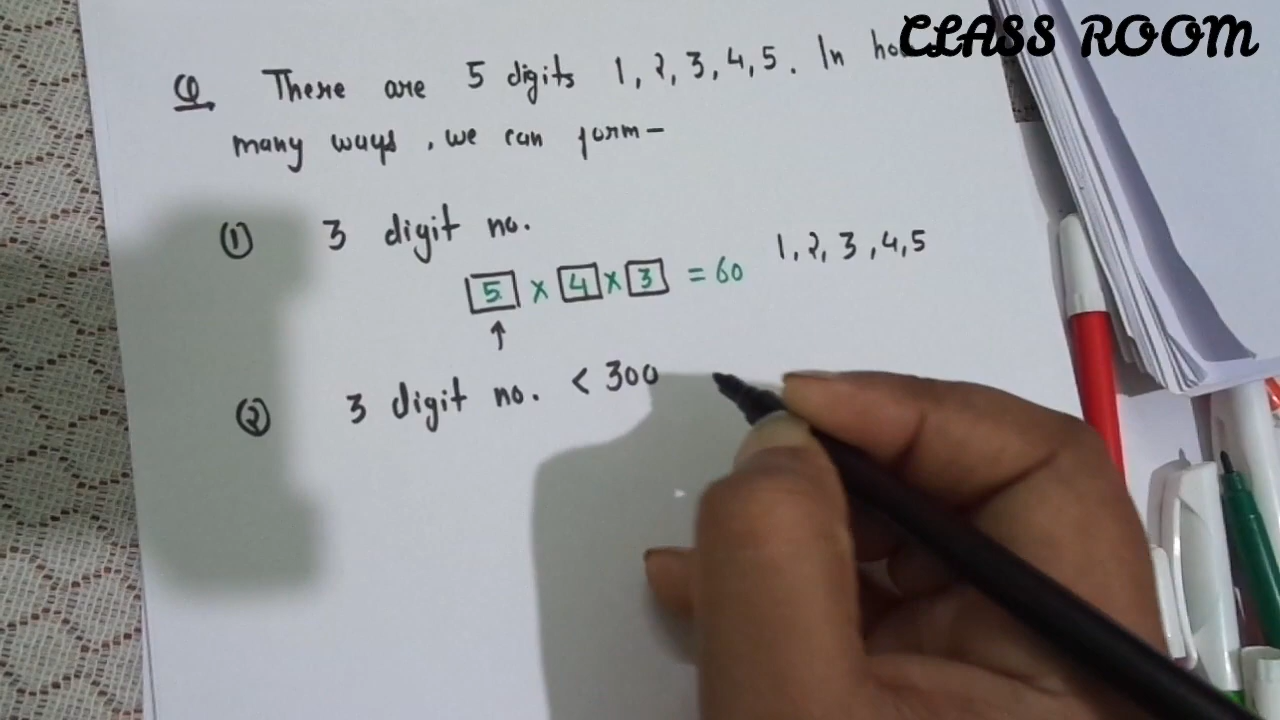 CLASS ROOM
Q There are 5 digits 1, 2, 3, 4, 5. In
many ways, we can form-
① 3 digit no.
5 × 4 × 3 = 60 1, 2, 3, 4, 5
↑
② 3 digit no. < 300